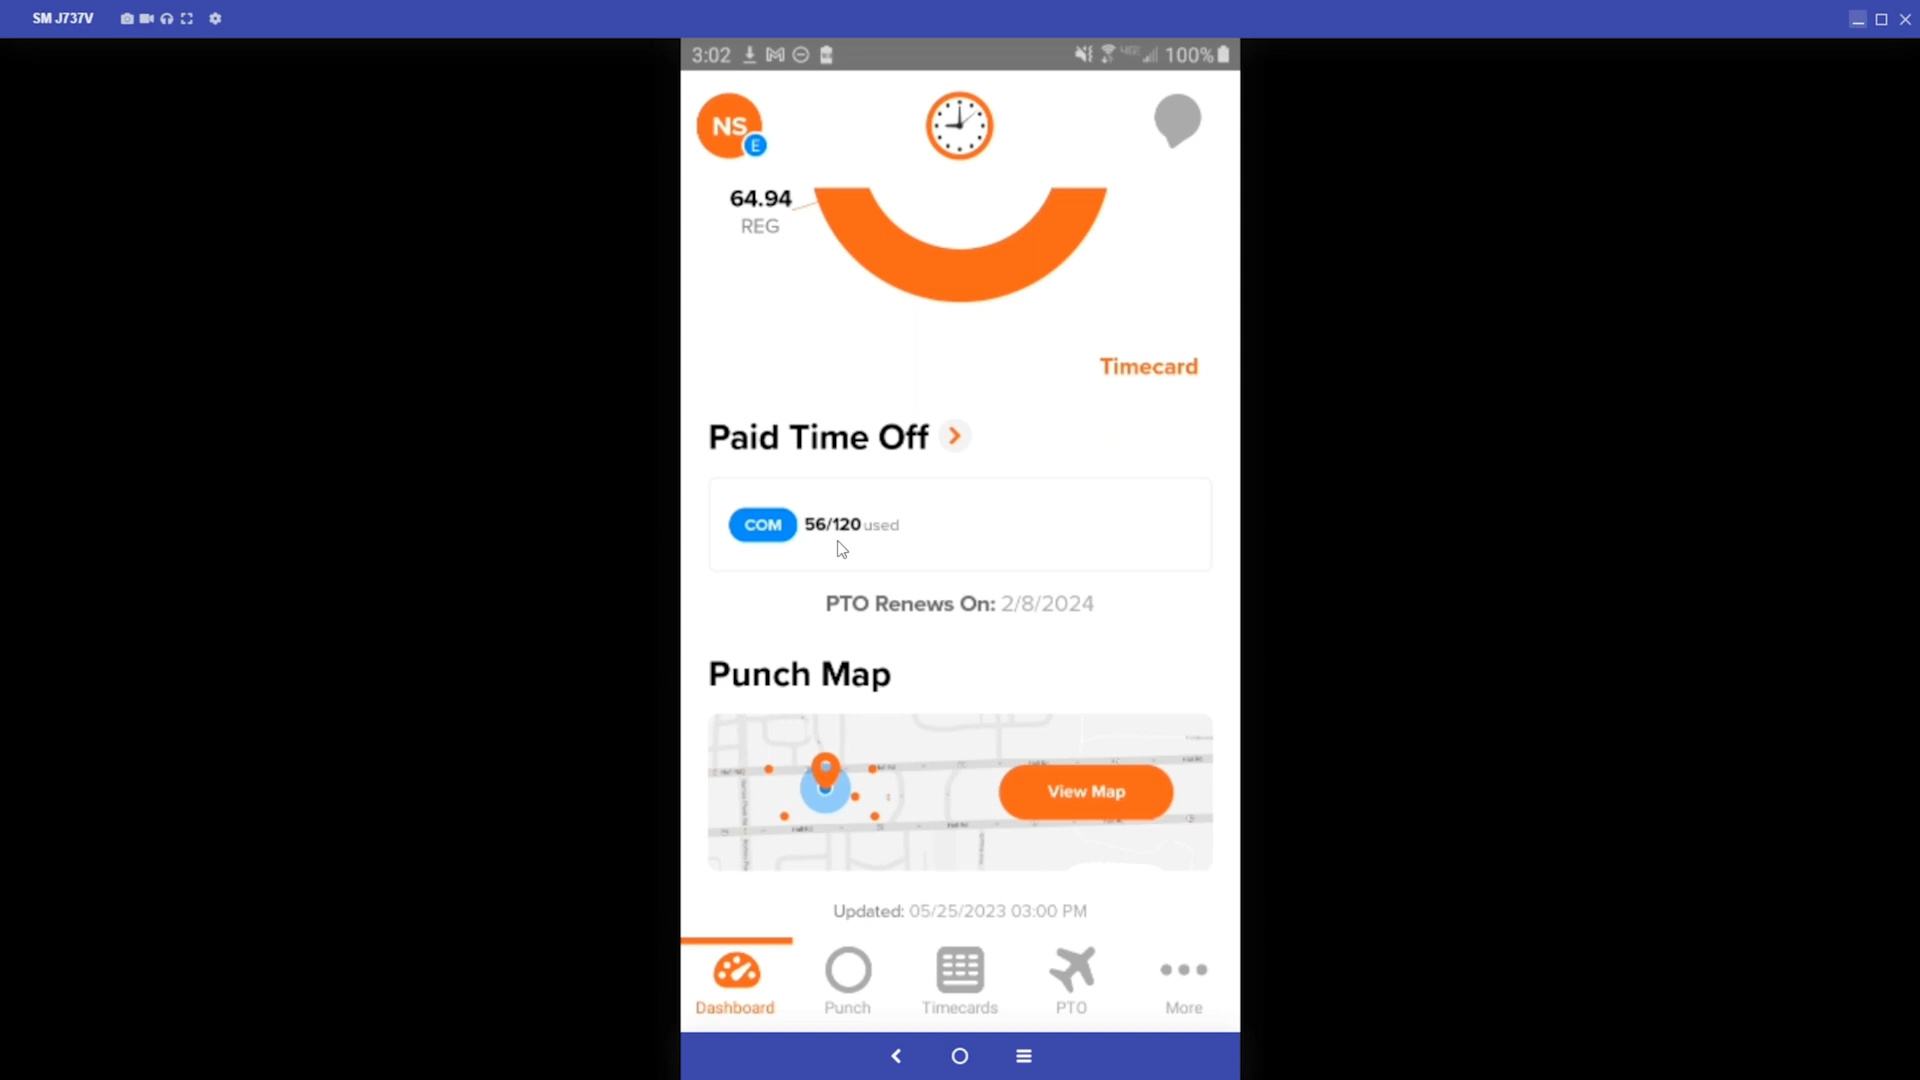 SM J737V
3:02 100%
NS
E
64.94
REG
Timecard
Paid Time Off
COM 56/120 used
PTO Renews On: 2/8/2024
Punch Map
View Map
Updated: 05/25/2023 03:00 PM
Dashboard Punch Timecards PTO More